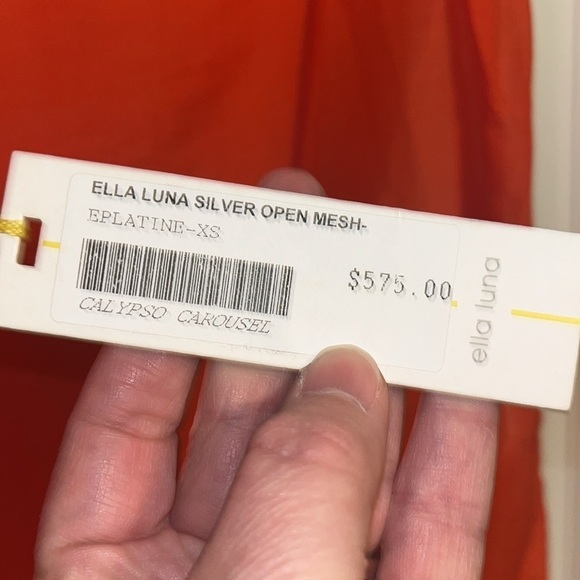 ELLA LUNA SILVER OPEN MESH-
EPLATINE-XS
$575.00
CALYPSO CAROUSEL
ella luna